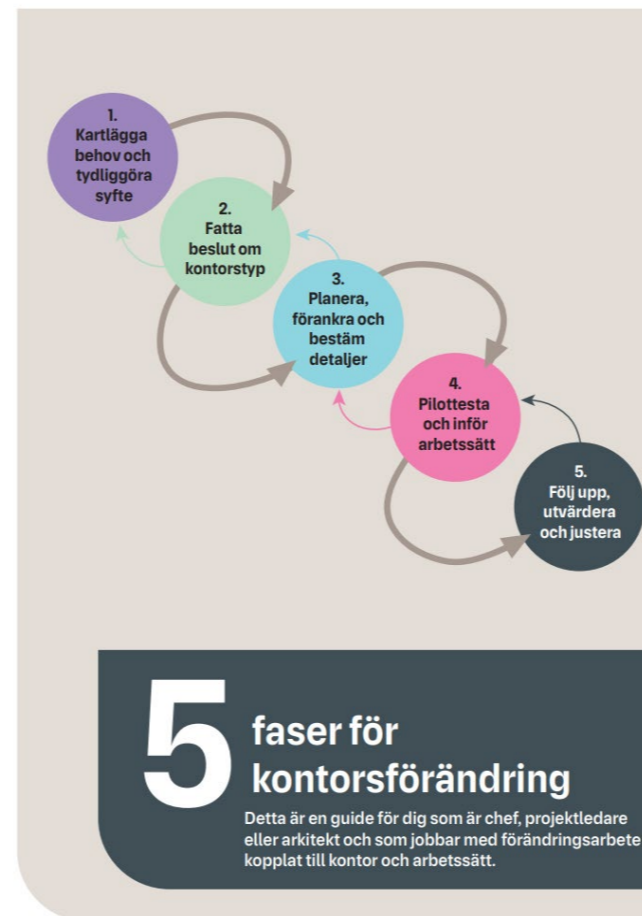 1.
Kartlägga
behov och
tydliggöra
syfte
2.
Fatta
beslut om
kontorstyp
3.
Planera,
förankra och
bestäm
detaljer
4.
Pilottesta
och inför
arbetssätt
5.
Följ upp,
utvärdera
och justera
5
faser för
kontorsförändring
Detta är en guide för dig som är chef, projektledare
eller arkitekt och som jobbar med förändringsarbete
kopplat till kontor och arbetssätt.